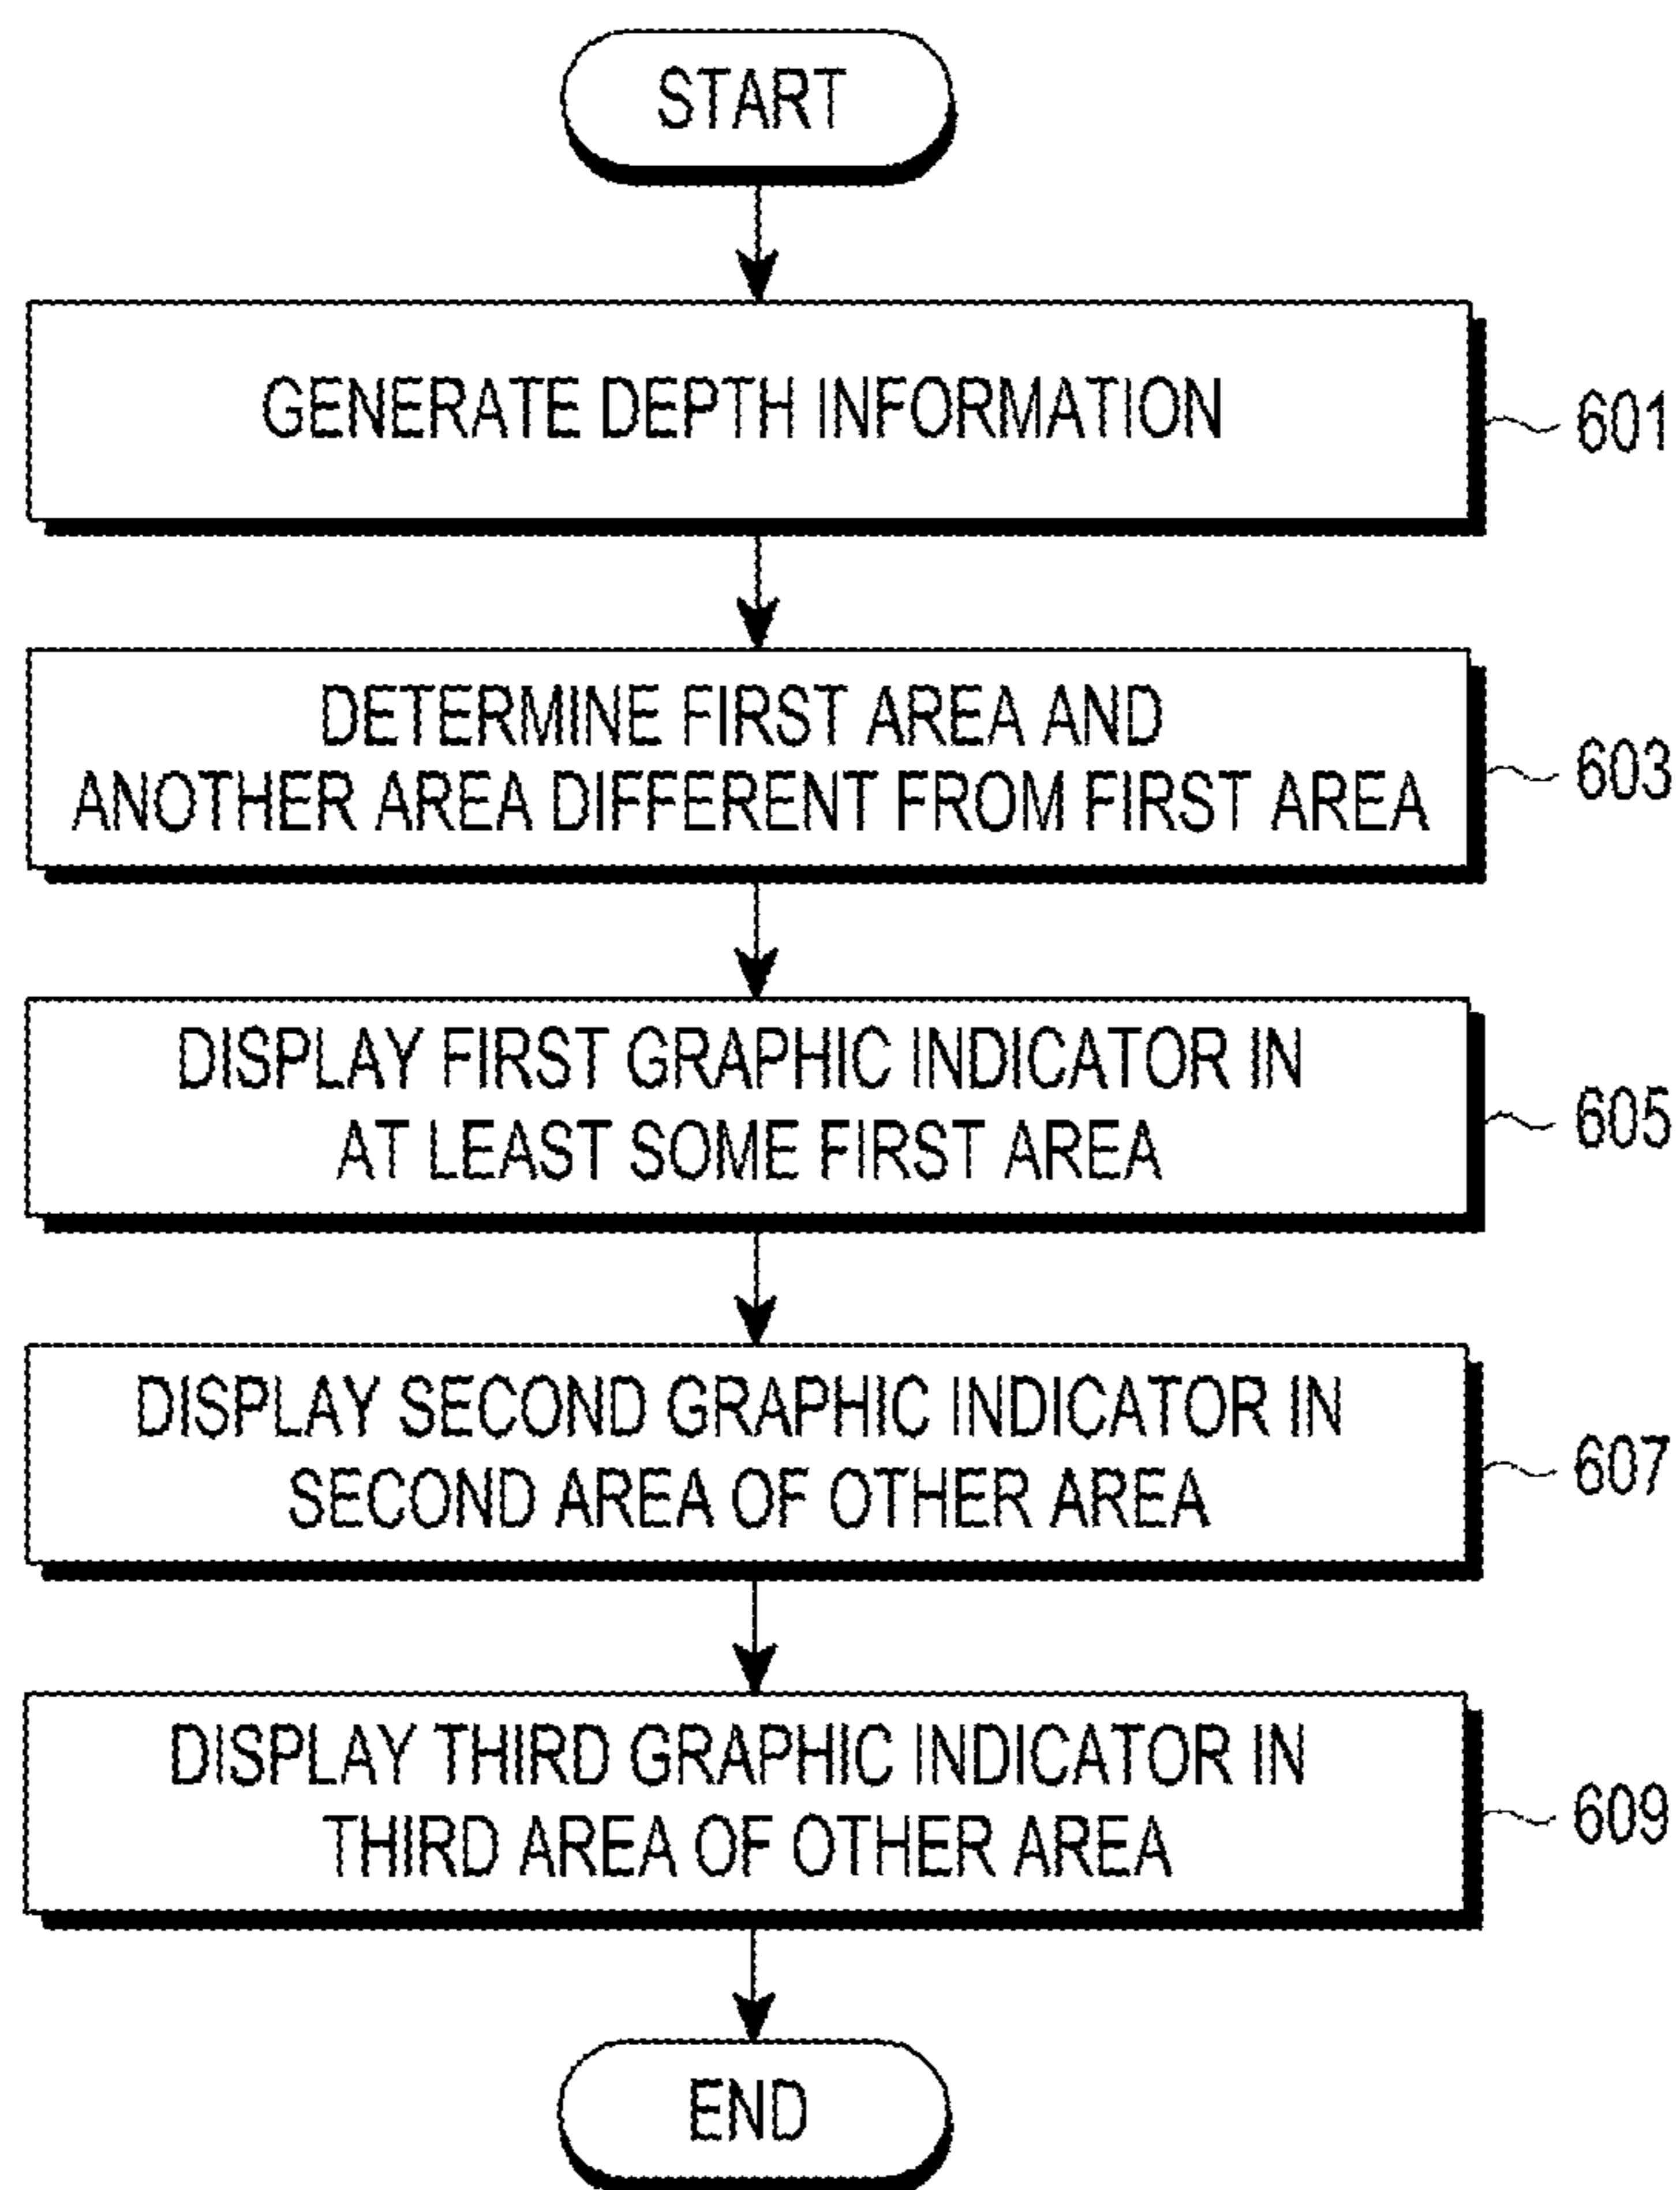 START
GENERATE DEPTH INFORMATION
601
DETERMINE FIRST AREA AND
ANOTHER AREA DIFFERENT FROM FIRST AREA
603
DISPLAY FIRST GRAPHIC INDICATOR IN
AT LEAST SOME FIRST AREA
605
DISPLAY SECOND GRAPHIC INDICATOR IN
SECOND AREA OF OTHER AREA
607
DISPLAY THIRD GRAPHIC INDICATOR IN
THIRD AREA OF OTHER AREA
609
END